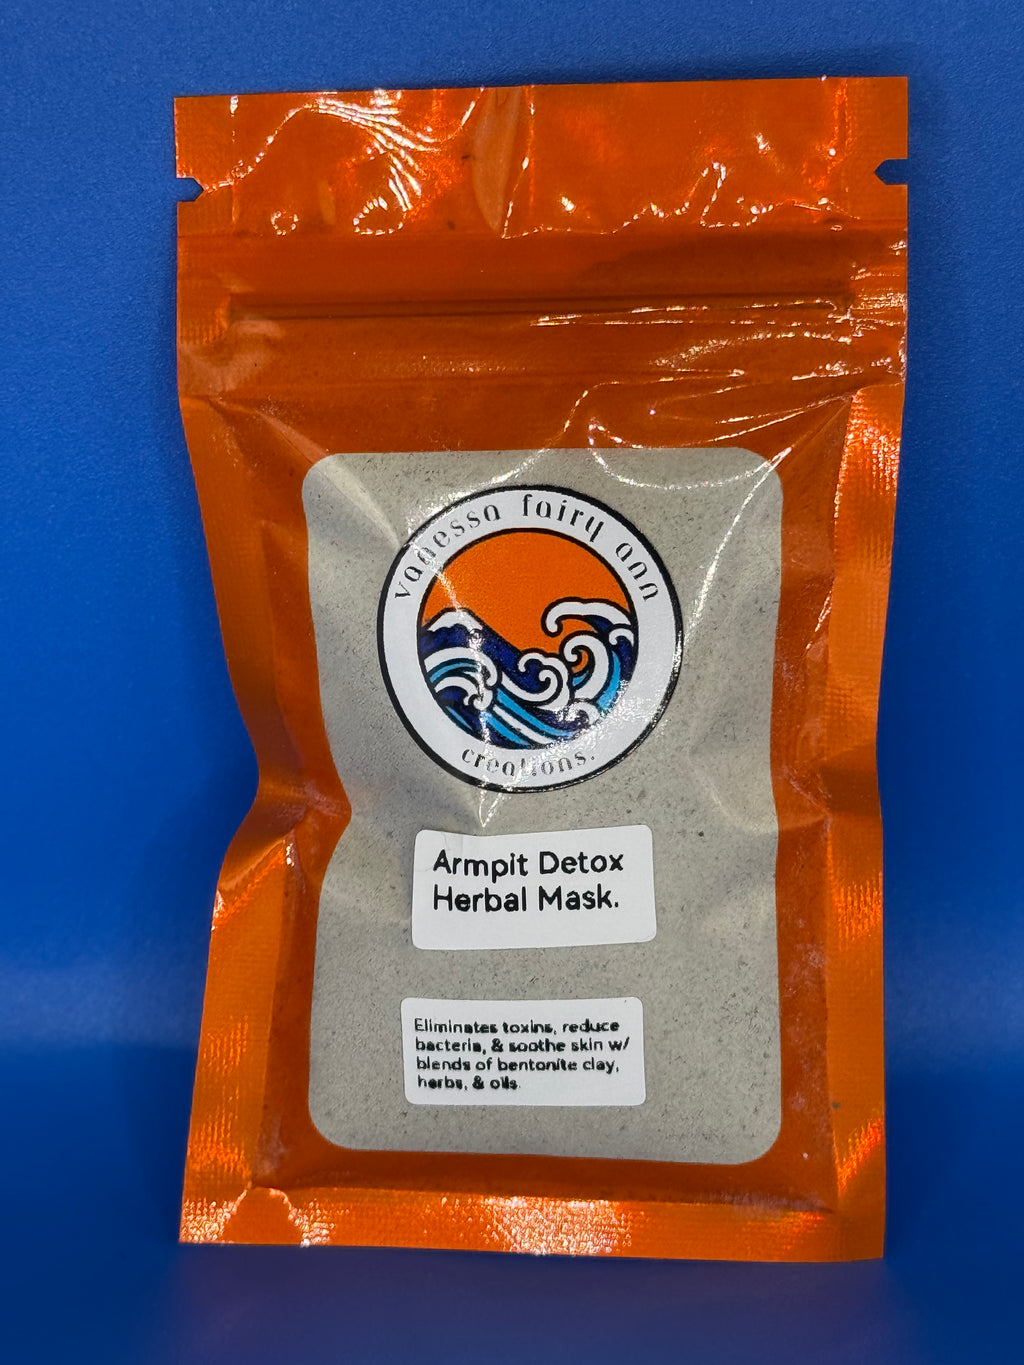 vanessa fairy ann
creations.
Armpit Detox
Herbal Mask.
Eliminates toxins, reduce
bacteria, & soothe skin w/
blends of bentonite clay,
herbs, & oils.